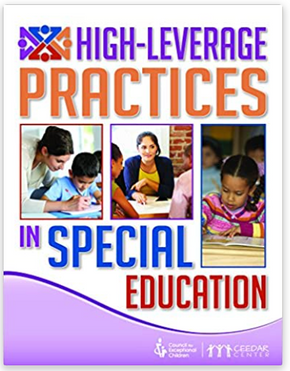 HIGH-LEVERAGE
PRACTICES
IN SPECIAL
EDUCATION
Council for
Exceptional
Children
CEEDAR
CENTER